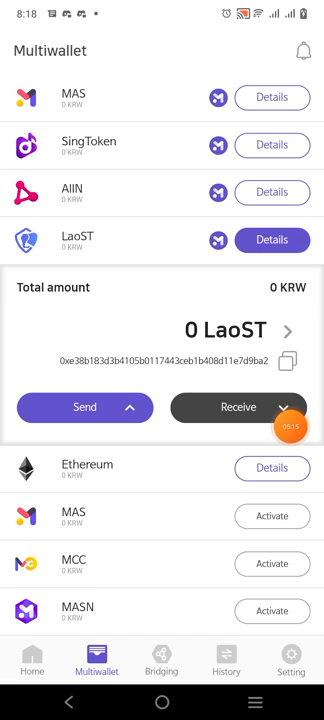 8:18
Multiwallet
MAS
0 KRW
Details
SingToken
0 KRW
Details
AIIN
0 KRW
Details
LaoST
0 KRW
Details
Total amount
0 KRW
0 LaoST
0xe38b183d3b4105b0117443ceb1b408d11e7d9ba2
Send
Receive
05:15
Ethereum
0 KRW
Details
MAS
0 KRW
Activate
MCC
0 KRW
Activate
MASN
0 KRW
Activate
Home
Multiwallet
Bridging
History
Setting